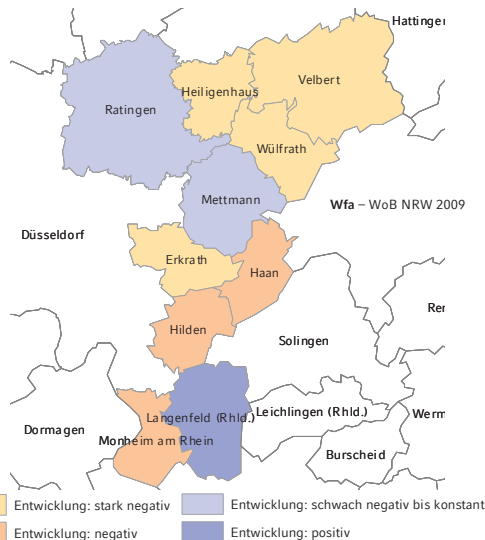 Hattinger
Velbert
Heiligenhaus
Ratingen
Wülfrath
Mettmann
Wfa – WoB NRW 2009
Düsseldorf
Erkrath
Haan
Hilden
Solingen
Langenfeld (Rhld.)
Leichlingen (Rhld.)
Dormagen
Monheim am Rhein
Burscheid
Entwicklung: stark negativ
Entwicklung: schwach negativ bis konstant
Entwicklung: negativ
Entwicklung: positiv